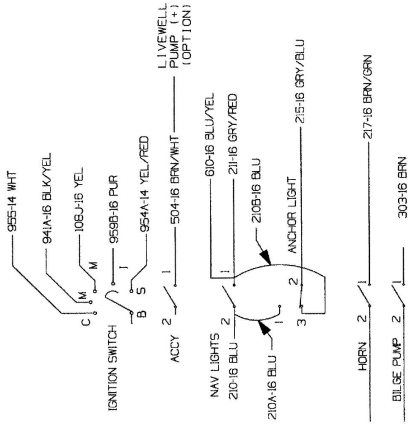 955-14 WHT
941A-16 BLK/YEL
108J-16 YEL
959B-16 PUR
954A-14 YEL/RED
C
M
M
I
B
S
IGNITION SWITCH
LIVEWELL
PUMP (+)
(OPTION)
504-16 BRN/WHT
2
1
ACCY
610-16 BLU/YEL
211-16 GRY/RED
2
1
NAV LIGHTS
210-16 BLU
210B-16 BLU
210A-16 BLU
215-16 GRY/BLU
ANCHOR LIGHT
1
2
3
217-16 BRN/GRN
2
1
HORN
303-16 BRN
2
1
BILGE PUMP